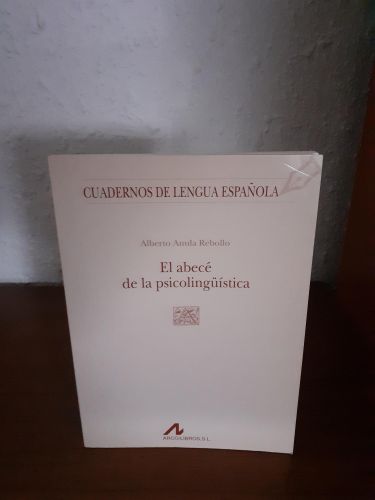 CUADERNOS DE LENGUA ESPAÑOLA
Alberto Anula Rebollo
El abecé
de la psicolingüística
ARCO/LIBROS, S.L.